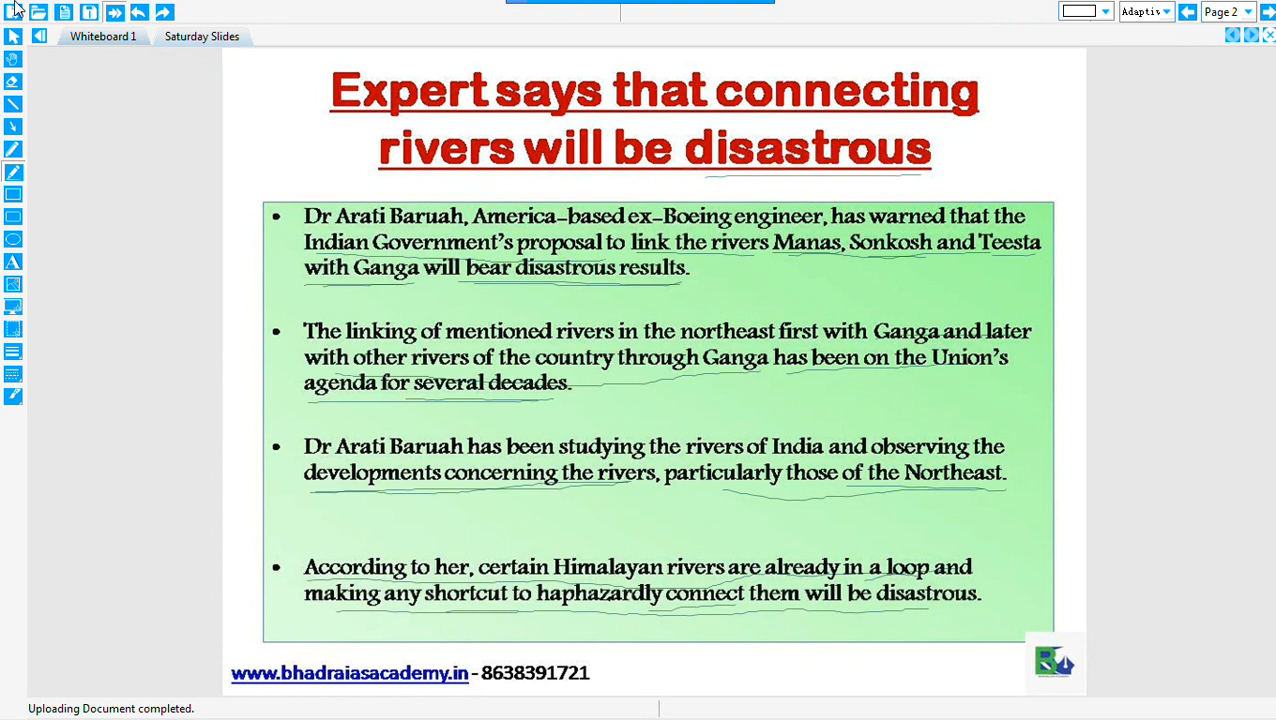 Adaptiv
Page 2
Whiteboard 1
Saturday Slides
Expert says that connecting
rivers will be disastrous
• Dr Arati Baruah, America-based ex-Boeing engineer, has warned that the
Indian Government's proposal to link the rivers Manas, Sonkosh and Teesta
with Ganga will bear disastrous results.
• The linking of mentioned rivers in the northeast first with Ganga and later
with other rivers of the country through Ganga has been on the Union's
agenda for several decades.
• Dr Arati Baruah has been studying the rivers of India and observing the
developments concerning the rivers, particularly those of the Northeast.
• According to her, certain Himalayan rivers are already in a loop and
making any shortcut to haphazardly connect them will be disastrous.
www.bhadraiasacademy.in - 8638391721
Uploading Document completed.